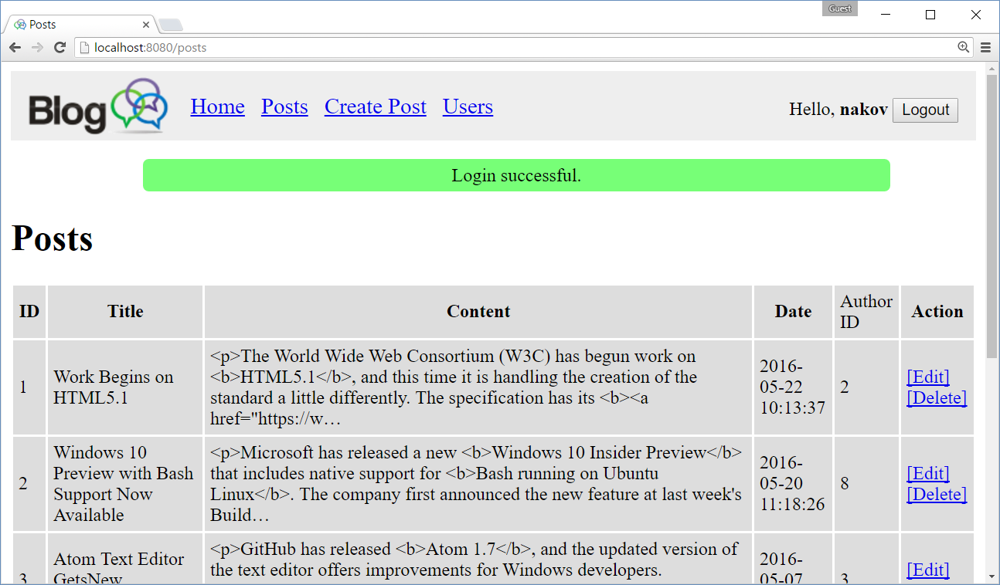 Guest
Posts
localhost:8080/posts
Blog
Home Posts Create Post Users
Hello, nakov Logout
Login successful.
Posts
ID Title Content Date Author ID Action
1
Work Begins on
HTML5.1
<p>The World Wide Web Consortium (W3C) has begun work on
<b>HTML5.1</b>, and this time it is handling the creation of the
standard a little differently. The specification has its <b><a
href="https://w…
2016-
05-22
10:13:37
2
[Edit]
[Delete]
2
Windows 10
Preview with Bash
Support Now
Available
<p>Microsoft has released a new <b>Windows 10 Insider Preview</b>
that includes native support for <b>Bash running on Ubuntu
Linux</b>. The company first announced the new feature at last week's
Build…
2016-
05-20
11:18:26
8
[Edit]
[Delete]
3
Atom Text Editor
GetsNew
<p>GitHub has released <b>Atom 1.7</b>, and the updated version of
the text editor offers improvements for Windows developers.
2016-
05-07
3
[Edit]